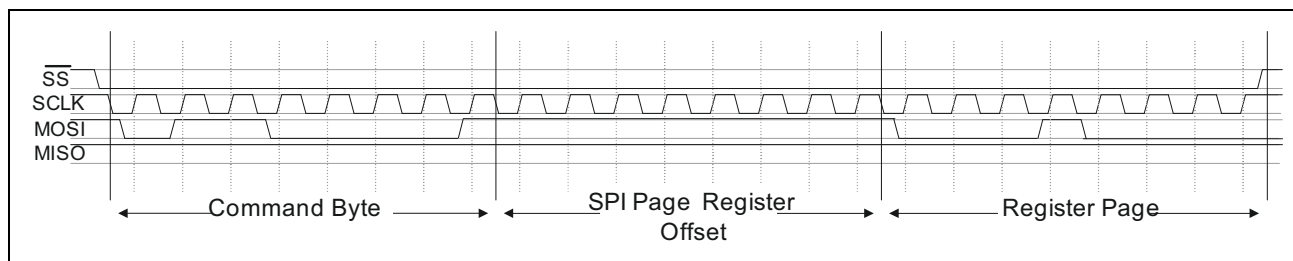 SS
SCLK
MOSI
MISO
Command Byte
SPI Page Register
Offset
Register Page